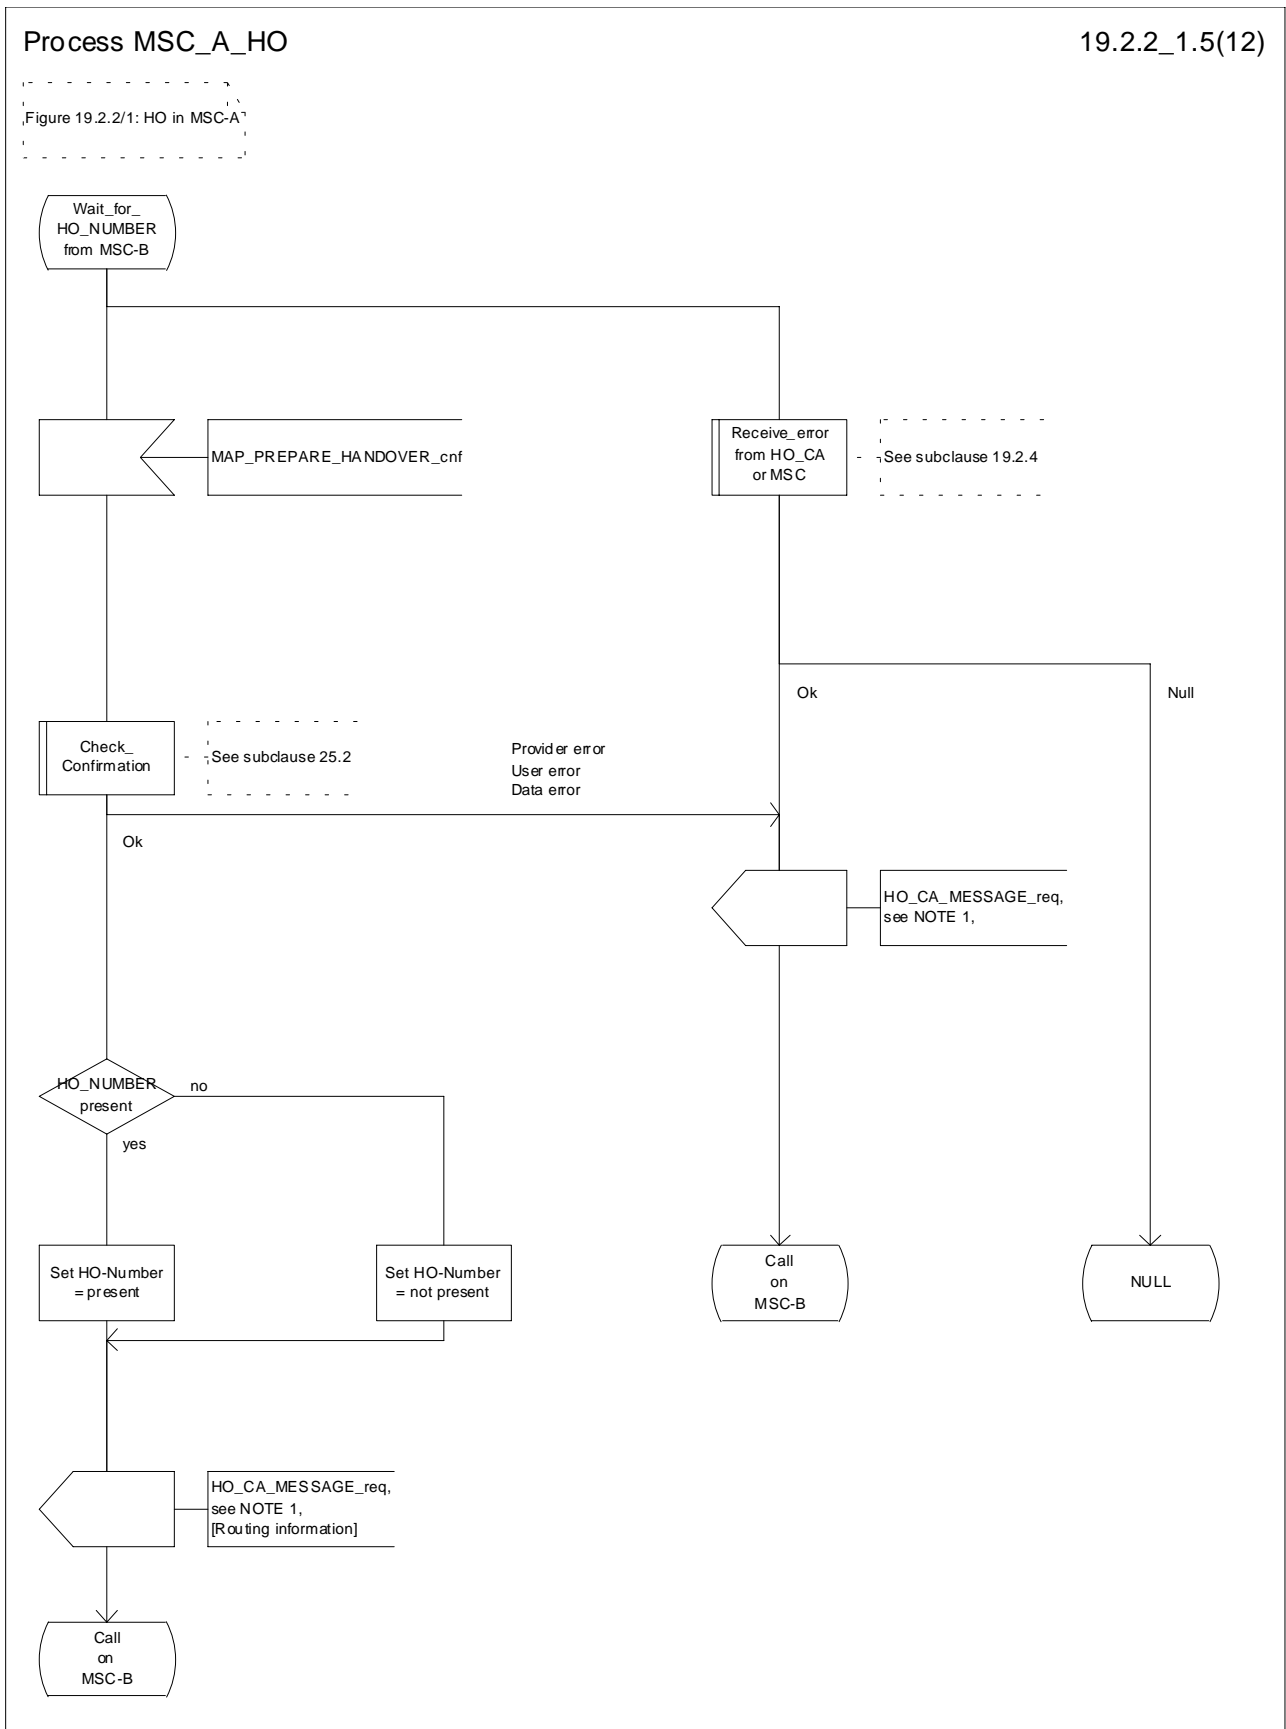 Process MSC_A_HO
19.2.2_1.5(12)
Figure 19.2.2/1: HO in MSC-A
Wait_for_
HO_NUMBER
from MSC-B
MAP_PREPARE_HANDOVER_cnf
Receive_error
from HO_CA
or MSC
See subclause 19.2.4
Ok
Null
Check_
Confirmation
See subclause 25.2
Provider error
User error
Data error
Ok
HO_CA_MESSAGE_req,
see NOTE 1,
HO_NUMBER
present
no
yes
Set HO-Number
= present
Set HO-Number
= not present
Call
on
MSC-B
NULL
HO_CA_MESSAGE_req,
see NOTE 1,
[Routing information]
Call
on
MSC-B